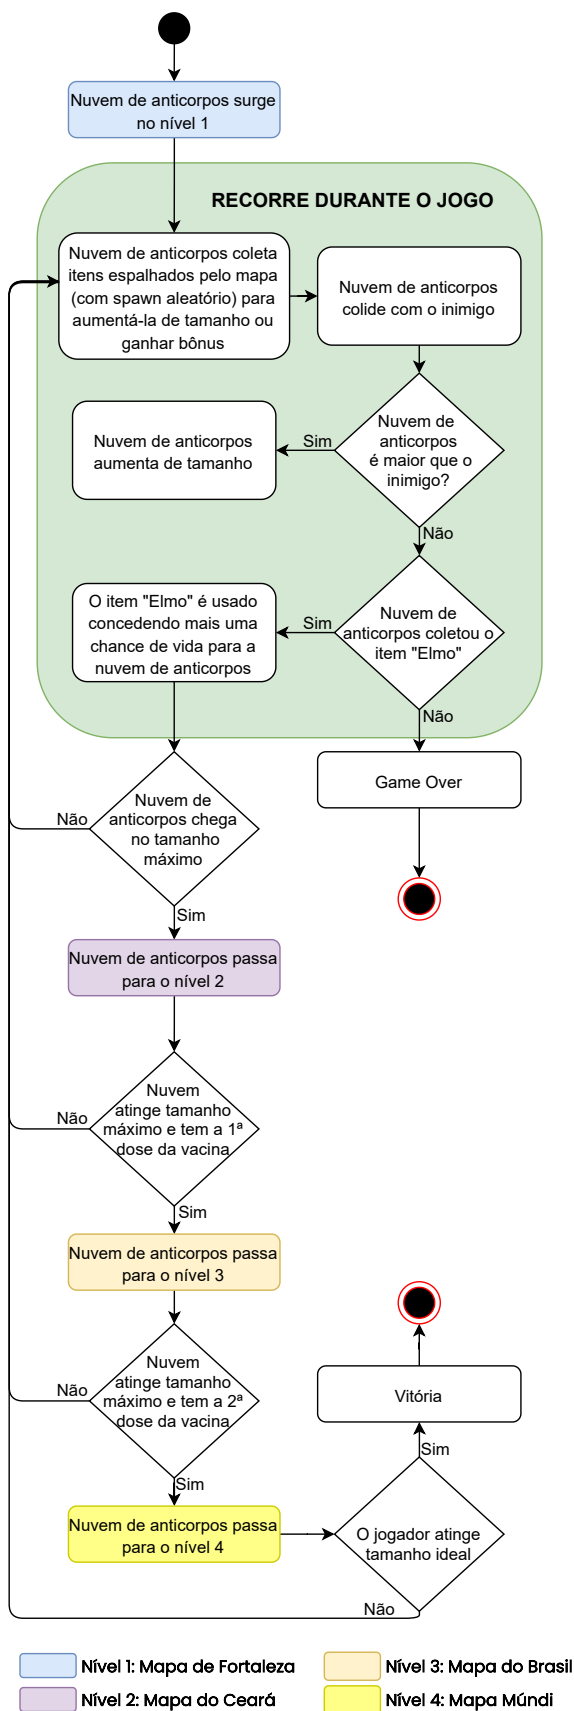 Nuvem de anticorpos surge
no nível 1
RECORRE DURANTE O JOGO
Nuvem de anticorpos coleta
itens espalhados pelo mapa
(com spawn aleatório) para
aumentá-la de tamanho ou
ganhar bônus
Nuvem de anticorpos
colide com o inimigo
Nuvem de
anticorpos
é maior que o
inimigo?
Sim
Nuvem de anticorpos
aumenta de tamanho
Não
Nuvem de
anticorpos coletou o
item "Elmo"
Sim
O item "Elmo" é usado
concedendo mais uma
chance de vida para a
nuvem de anticorpos
Não
Game Over
Nuvem de
anticorpos chega
no tamanho
máximo
Não
Sim
Nuvem de anticorpos passa
para o nível 2
Nuvem
atinge tamanho
máximo e tem a 1ª
dose da vacina
Não
Sim
Nuvem de anticorpos passa
para o nível 3
Nuvem
atinge tamanho
máximo e tem a 2ª
dose da vacina
Não
Sim
Nuvem de anticorpos passa
para o nível 4
O jogador atinge
tamanho ideal
Sim
Vitória
Não
Nível 1: Mapa de Fortaleza
Nível 2: Mapa do Ceará
Nível 3: Mapa do Brasil
Nível 4: Mapa Múndi